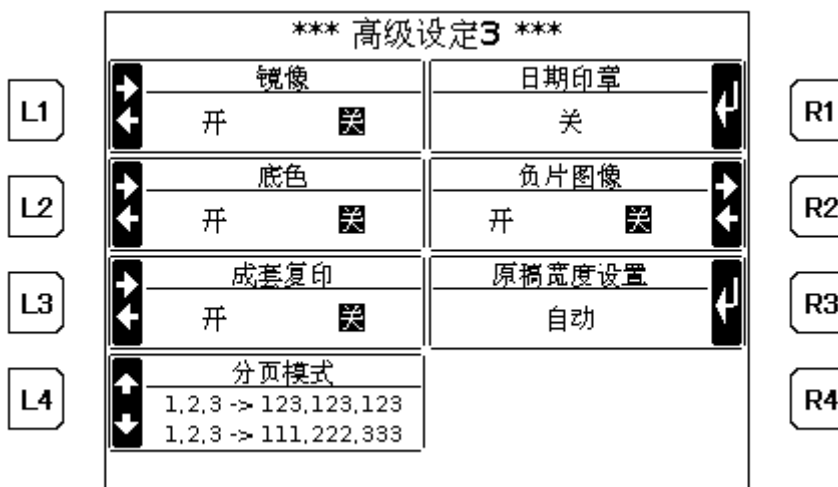 *** 高级设定3 ***
L1
镜像
开 关
日期印章
关
R1
L2
底色
开 关
负片图像
开 关
R2
L3
成套复印
开 关
原稿宽度设置
自动
R3
L4
分页模式
1,2,3 -> 123,123,123
1,2,3 -> 111,222,333
R4